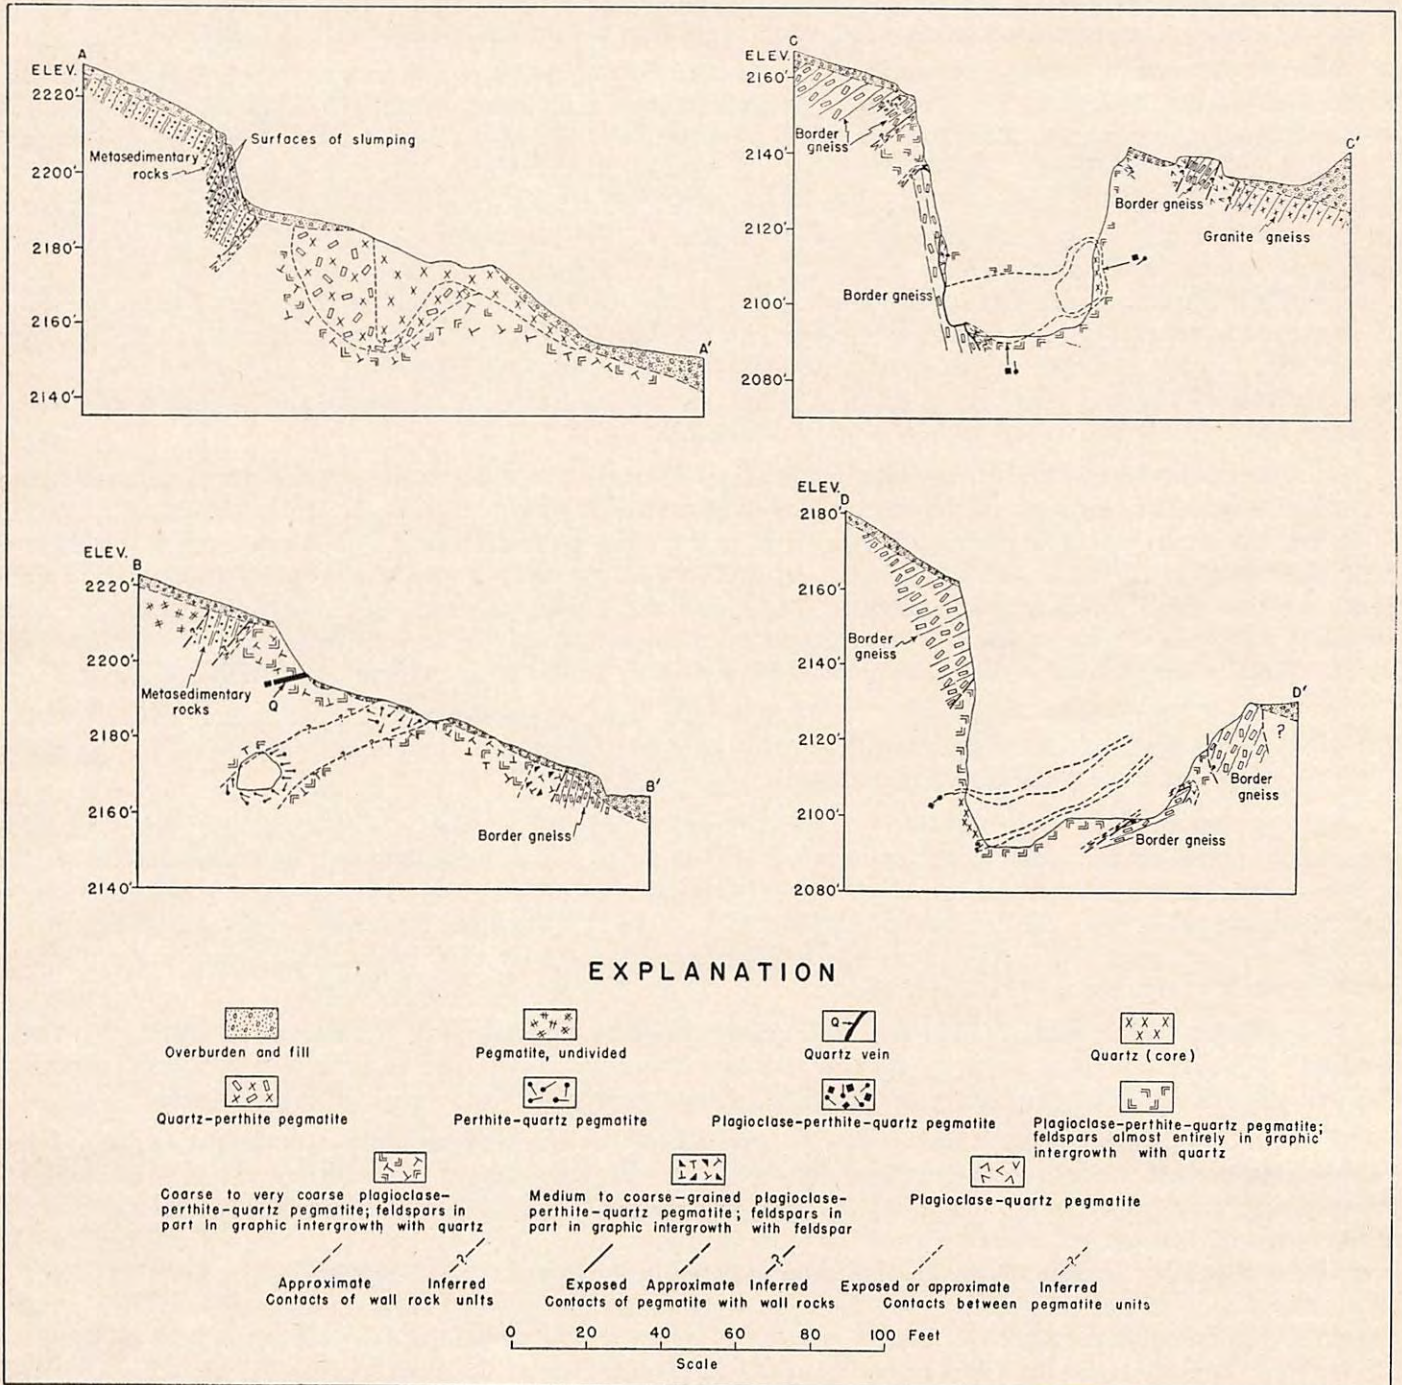 A
ELEV.
2220'
2200'
2180'
2160'
2140'
Surfaces of slumping
Metasedimentary
rocks
A'
C
ELEV.
2160'
2140'
2120'
2100'
2080'
Border
gneiss
Border gneiss
Border gneiss
Granite gneiss
C'
ELEV.
B
2220'
2200'
2180'
2160'
2140'
Metasedimentary
rocks
Q
Border gneiss
B'
ELEV.
D
2180'
2160'
2140'
2120'
2100'
2080'
Border
gneiss
D'
?
Border
gneiss
Border gneiss
EXPLANATION
Overburden and fill
Pegmatite, undivided
Q
Quartz vein
Quartz (core)
Quartz-perthite pegmatite
Perthite-quartz pegmatite
Plagioclase-perthite-quartz pegmatite
Plagioclase-perthite-quartz pegmatite;
feldspars almost entirely in graphic
intergrowth with quartz
Coarse to very coarse plagioclase-
perthite-quartz pegmatite; feldspars in
part in graphic intergrowth with quartz
Medium to coarse-grained plagioclase-
perthite-quartz pegmatite; feldspars in
part in graphic intergrowth with feldspar
Plagioclase-quartz pegmatite
? ? ?
Approximate Inferred
Contacts of wall rock units
Exposed Approximate Inferred
Contacts of pegmatite with wall rocks
Exposed or approximate Inferred
Contacts between pegmatite units
0 20 40 60 80 100 Feet
Scale